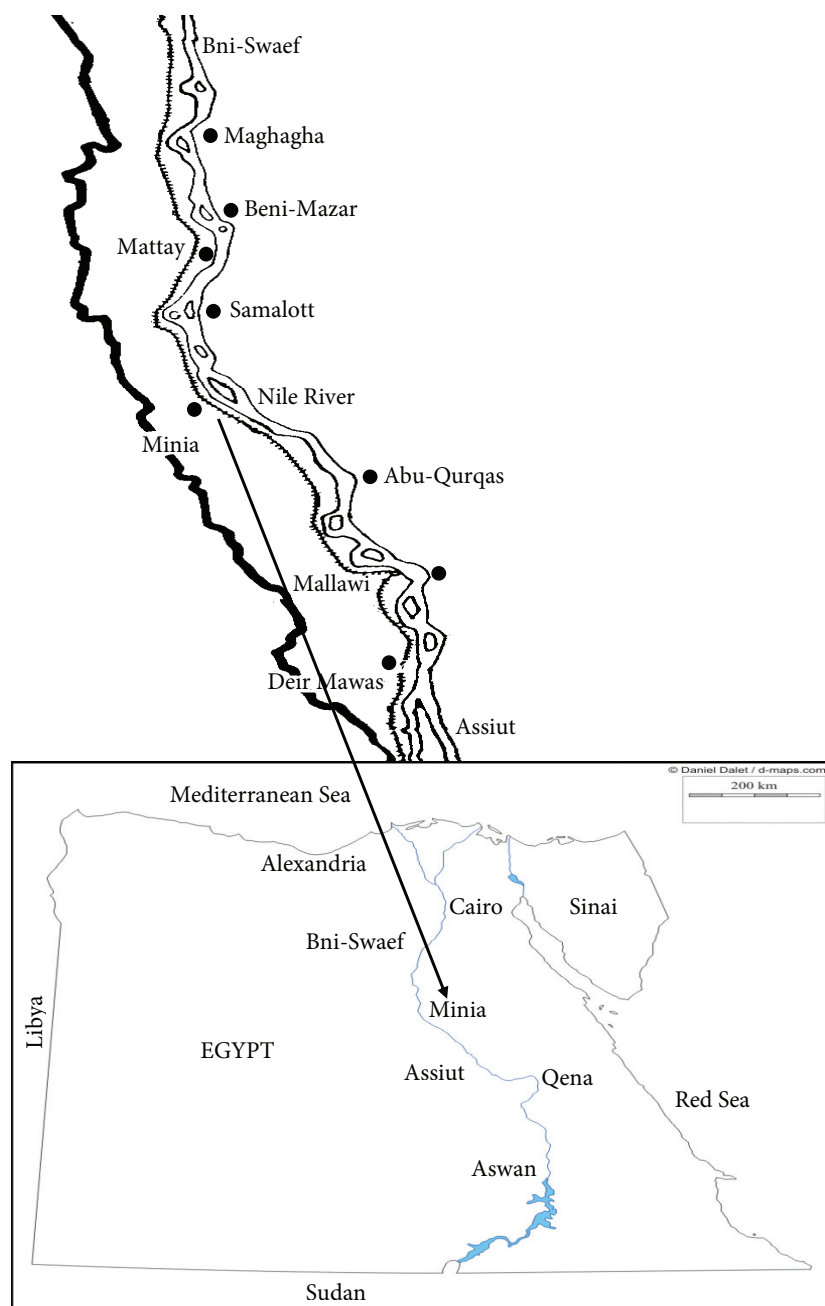 Bni-Swaef
Maghagha
Beni-Mazar
Mattay
Samalott
Nile River
Minia
Abu-Qurqas
Mallawi
Deir Mawas
Assiut
© Daniel Dalet / d-maps.com
200 km
Mediterranean Sea
Alexandria
Cairo
Sinai
Bni-Swaef
Libya
Minia
EGYPT
Assiut
Qena
Red Sea
Aswan
Sudan